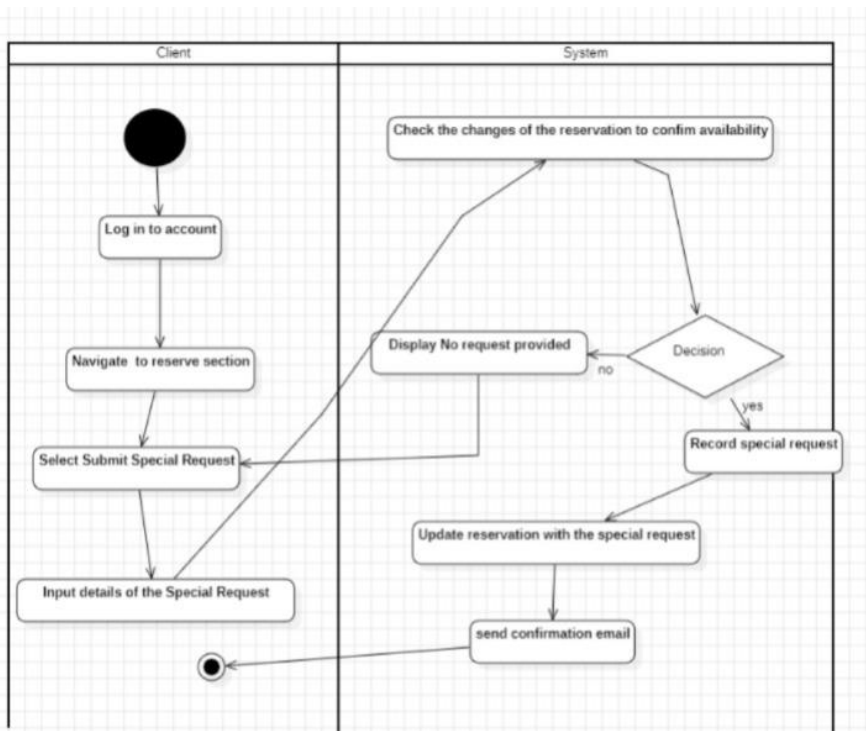 Client
System
Check the changes of the reservation to confim availability
Log in to account
Display No request provided
Decision
no
Navigate to reserve section
yes
Record special request
Select Submit Special Request
Update reservation with the special request
Input details of the Special Request
send confirmation email